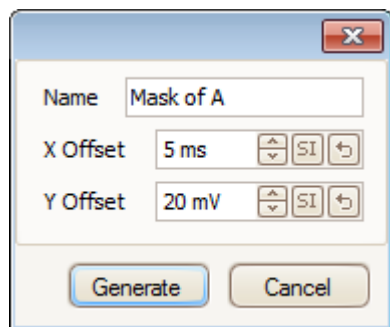 Name Mask of A
X Offset 5 ms SI
Y Offset 20 mV SI
Generate Cancel